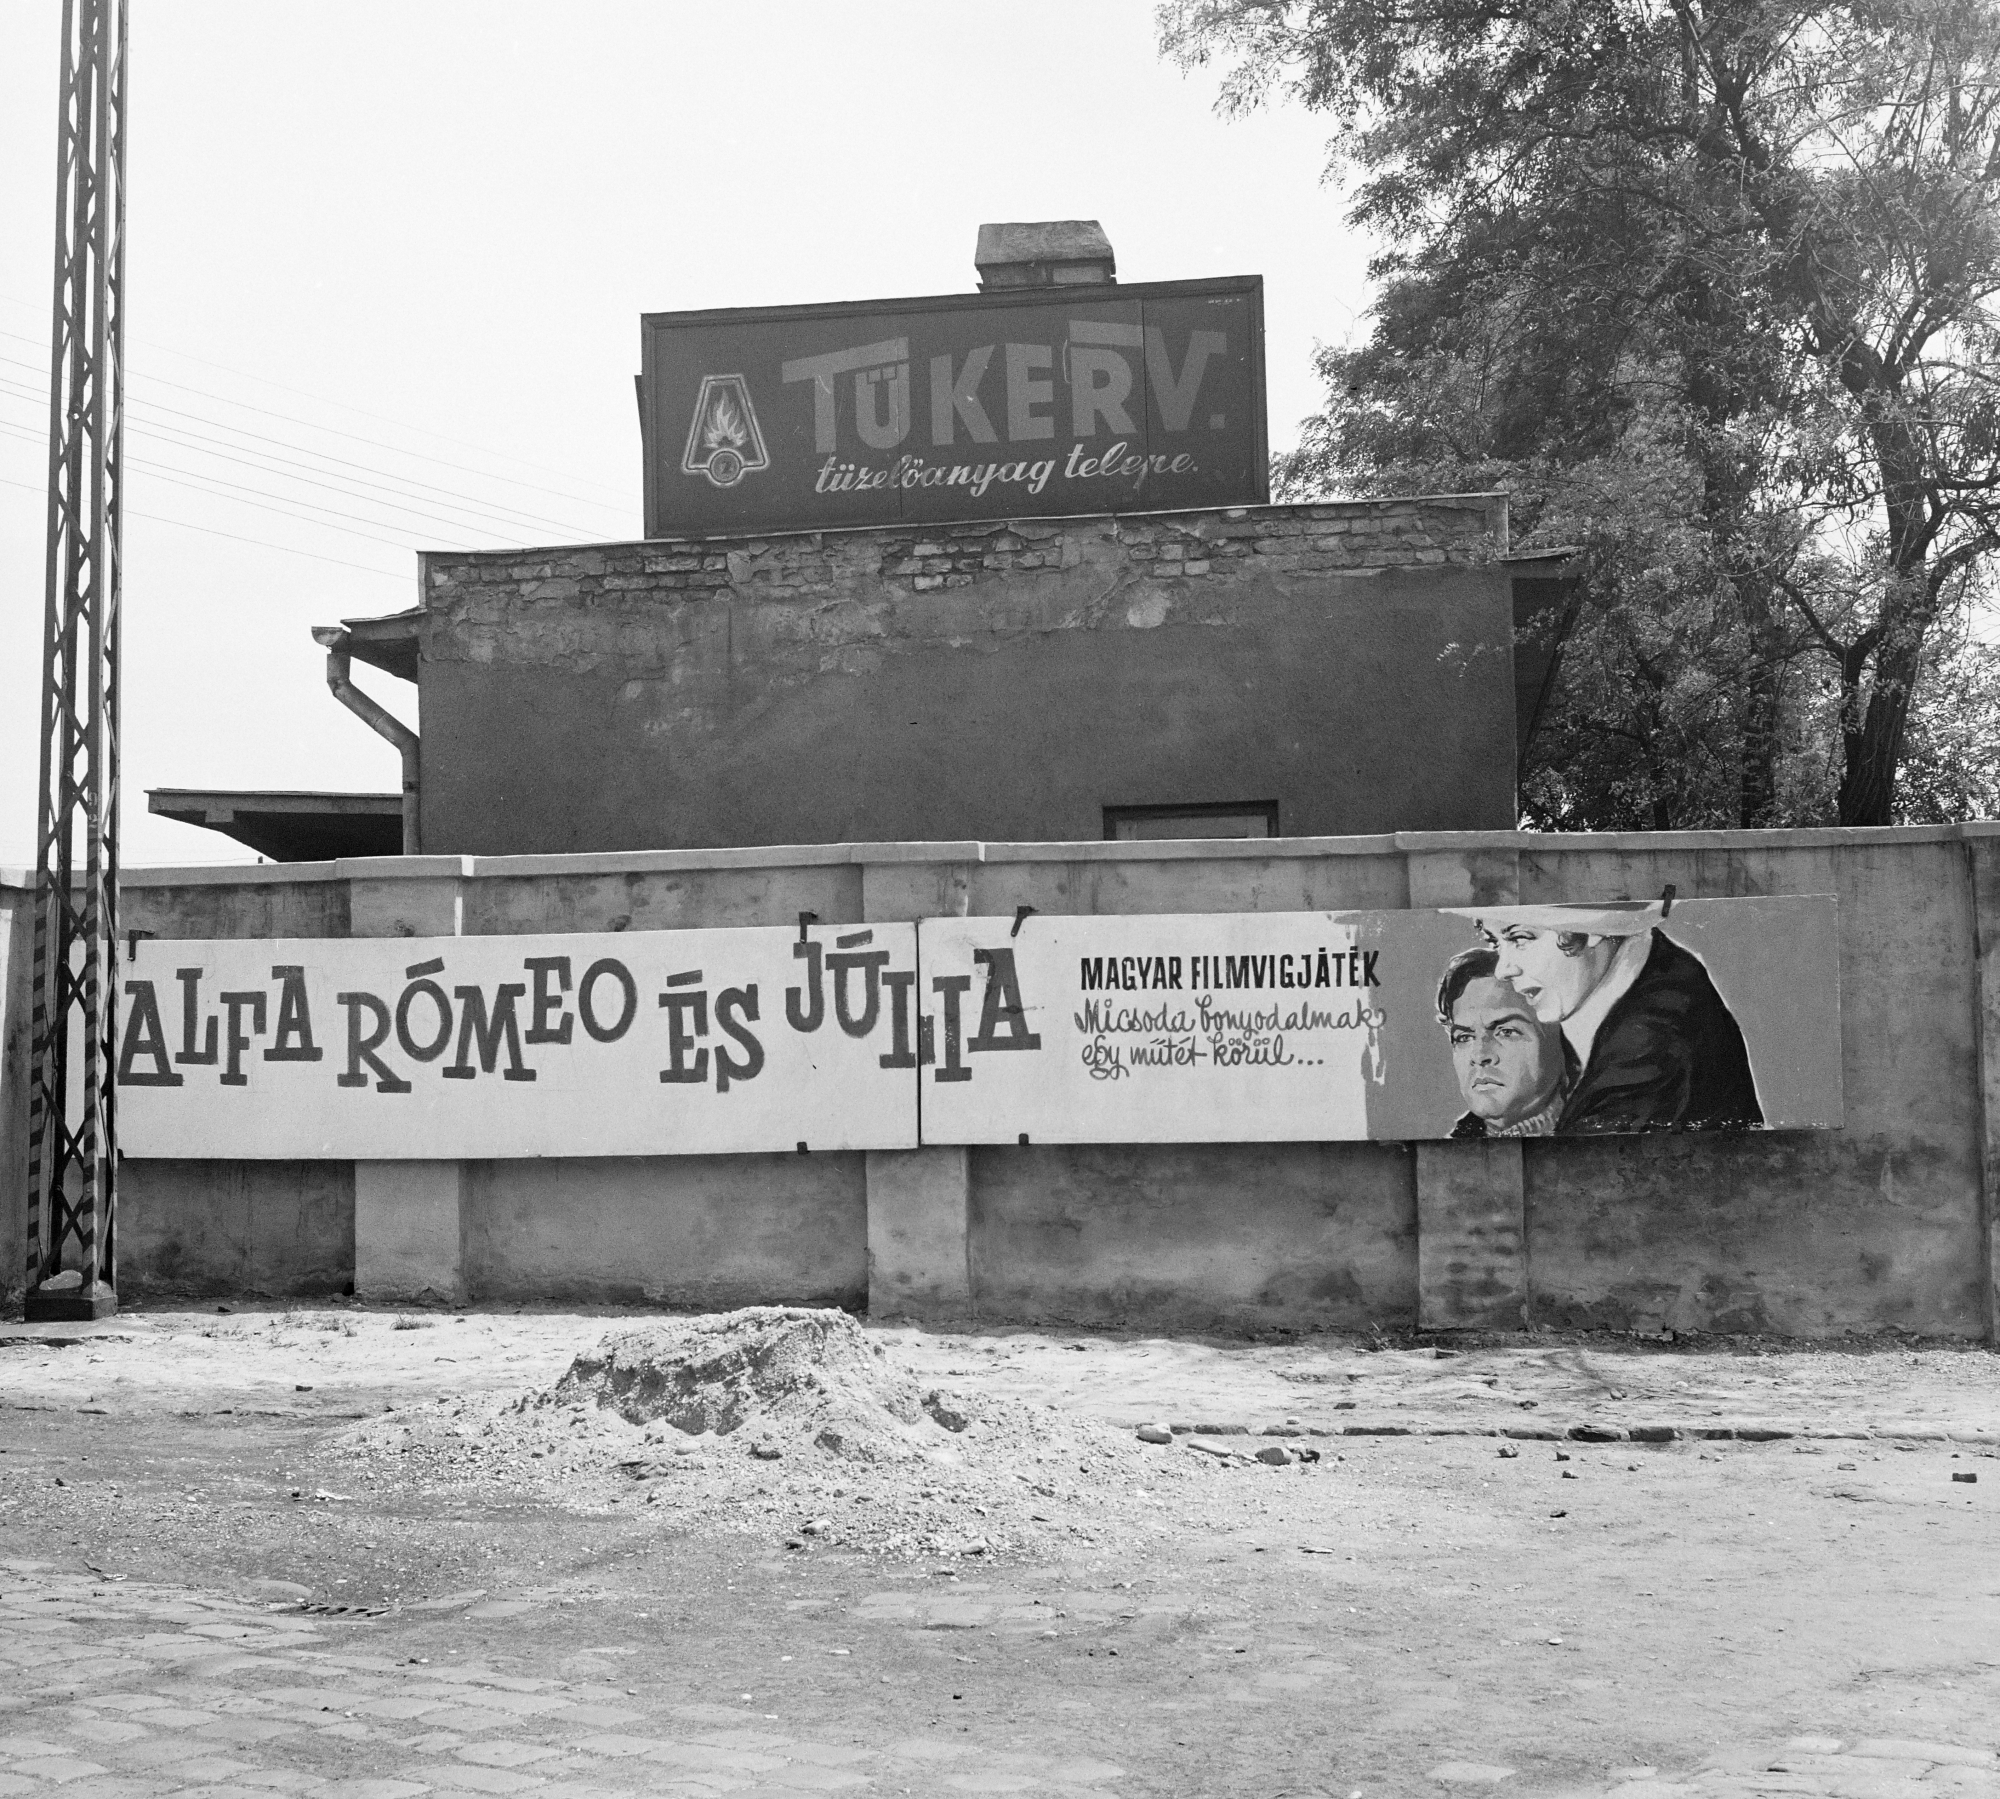 TÜKERV.
tüzelőanyag telepe.
ALFA RÓMEO ÉS JÚLIA
MAGYAR FILMVIGJÁTÉK
Micsoda bonyodalmak
egy műtét körül...